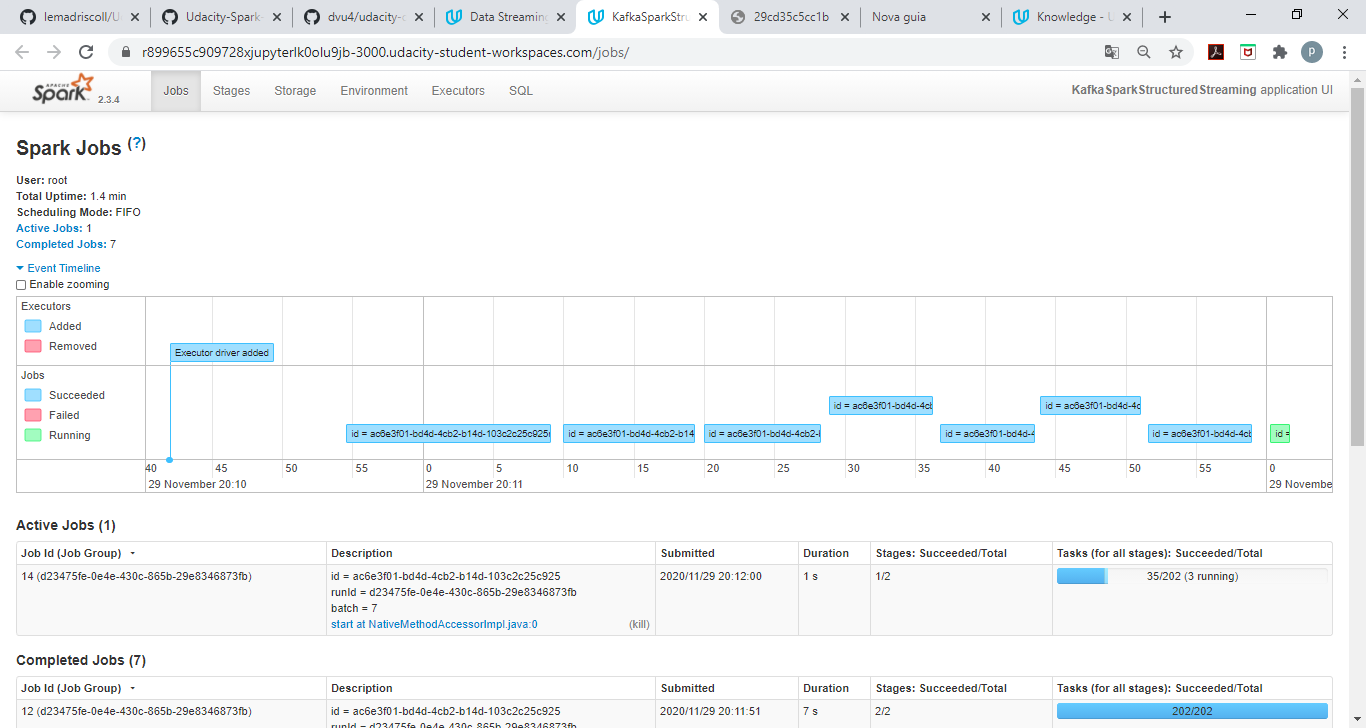 lemadriscoll/U
Udacity-Spark-
dvu4/udacity-c
Data Streaming
KafkaSparkStru
29cd35c5cc1b
Nova guia
Knowledge - U
r899655c909728xjupyterlk0olu9jb-3000.udacity-student-workspaces.com/jobs/
P
APACHE Spark 2.3.4 Jobs Stages Storage Environment Executors SQL KafkaSparkStructuredStreaming application UI
Spark Jobs (?)
User: root
Total Uptime: 1.4 min
Scheduling Mode: FIFO
Active Jobs: 1
Completed Jobs: 7
Event Timeline
Enable zooming
Executors
Added
Removed
Executor driver added
Jobs
Succeeded
Failed
Running
id = ac6e3f01-bd4d-4cb id = ac6e3f01-bd4d-4c
id = ac6e3f01-bd4d-4cb2-b14d-103c2c25c925 id = ac6e3f01-bd4d-4cb2-b14 id = ac6e3f01-bd4d-4cb2- id = ac6e3f01-bd4d-4 id = ac6e3f01-bd4d-4cb id =
40 45 50 55 0 5 10 15 20 25 30 35 40 45 50 55 0
29 November 20:10 29 November 20:11 29 Novembe
Active Jobs (1)
Job Id (Job Group) Description Submitted Duration Stages: Succeeded/Total Tasks (for all stages): Succeeded/Total
14 (d23475fe-0e4e-430c-865b-29e8346873fb) id = ac6e3f01-bd4d-4cb2-b14d-103c2c25c925 2020/11/29 20:12:00 1 s 1/2 35/202 (3 running)
runId = d23475fe-0e4e-430c-865b-29e8346873fb
batch = 7
start at NativeMethodAccessorImpl.java:0 (kill)
Completed Jobs (7)
Job Id (Job Group) Description Submitted Duration Stages: Succeeded/Total Tasks (for all stages): Succeeded/Total
12 (d23475fe-0e4e-430c-865b-29e8346873fb) id = ac6e3f01-bd4d-4cb2-b14d-103c2c25c925 2020/11/29 20:11:51 7 s 2/2 202/202
runId = d23475fe-0e4e-430c-865b-29e8346873fb